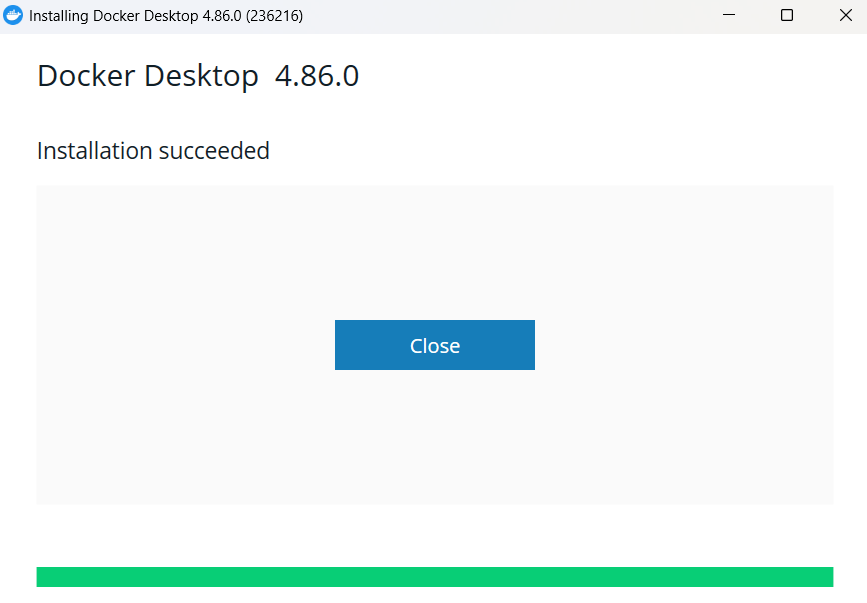 Installing Docker Desktop 4.86.0 (236216)
Docker Desktop 4.86.0
Installation succeeded
Close